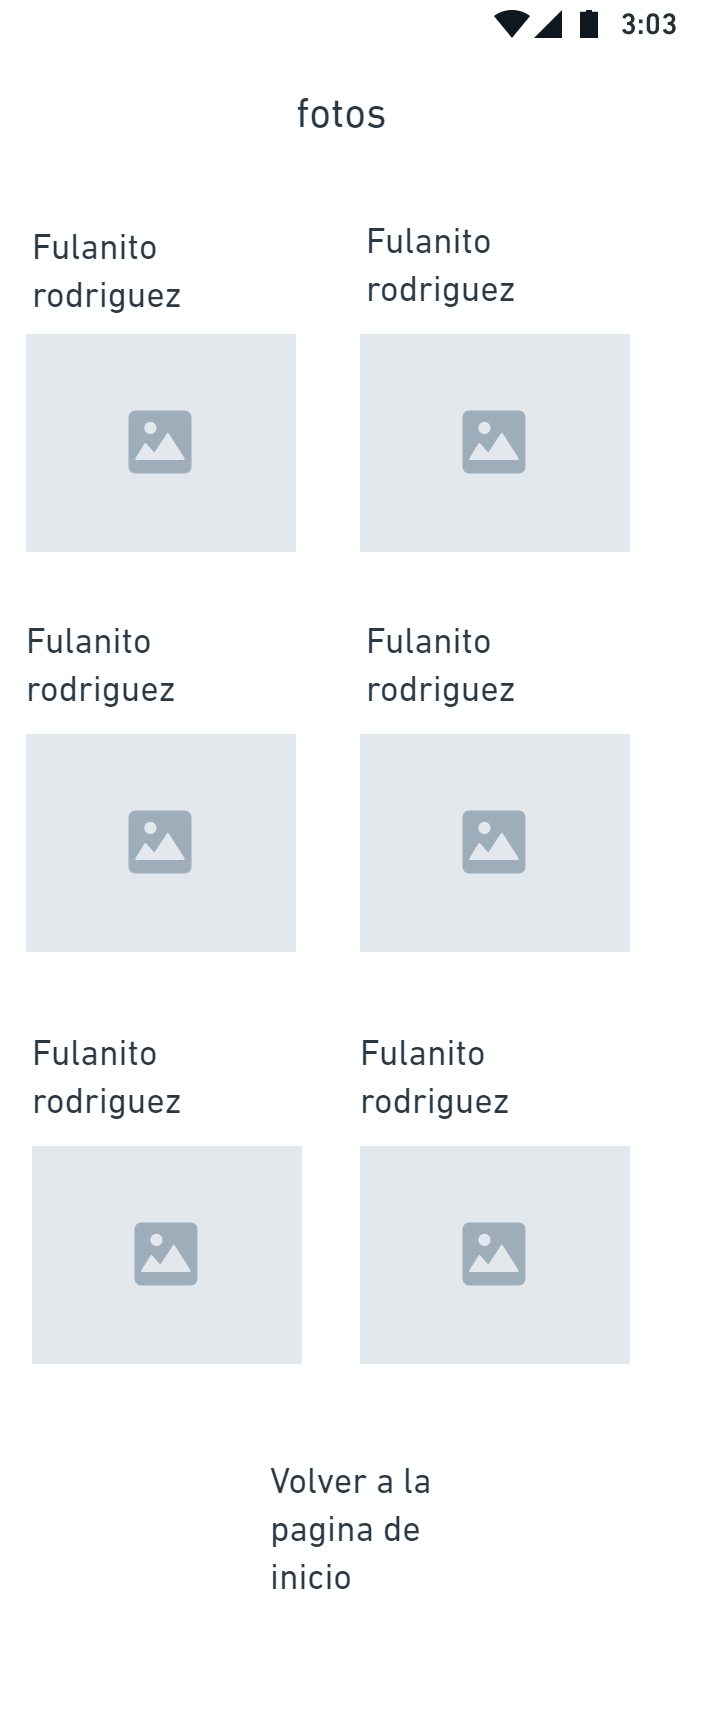 3:03
fotos
Fulanito
rodriguez
Fulanito
rodriguez
Fulanito
rodriguez
Fulanito
rodriguez
Fulanito
rodriguez
Fulanito
rodriguez
Volver a la
pagina de
inicio